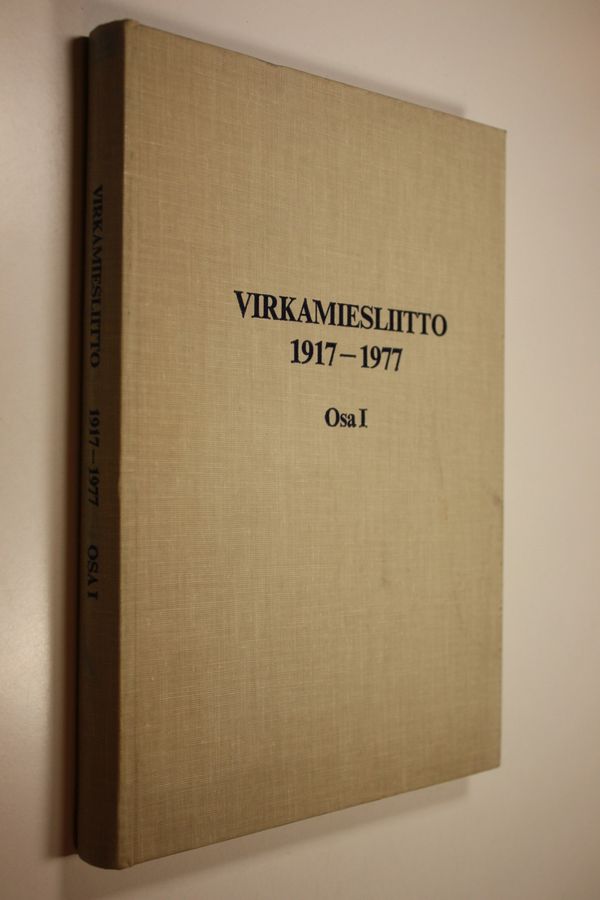 VIRKAMIESLIITTO
1917–1977
Osa I
VIRKAMIESLIITTO 1917–1977 OSA I